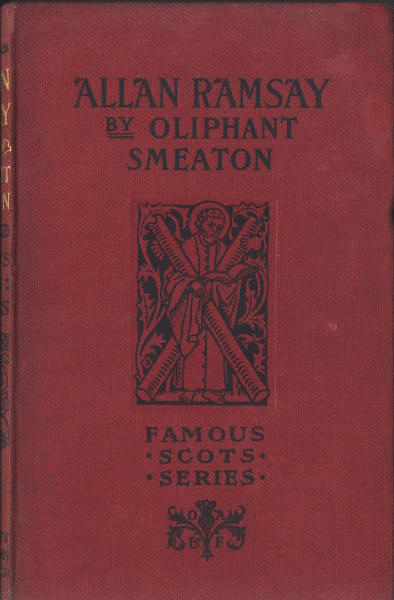 ALLAN RAMSAY
BY OLIPHANT
SMEATON
FAMOUS
·SCOTS·
·SERIES·
O A
& F